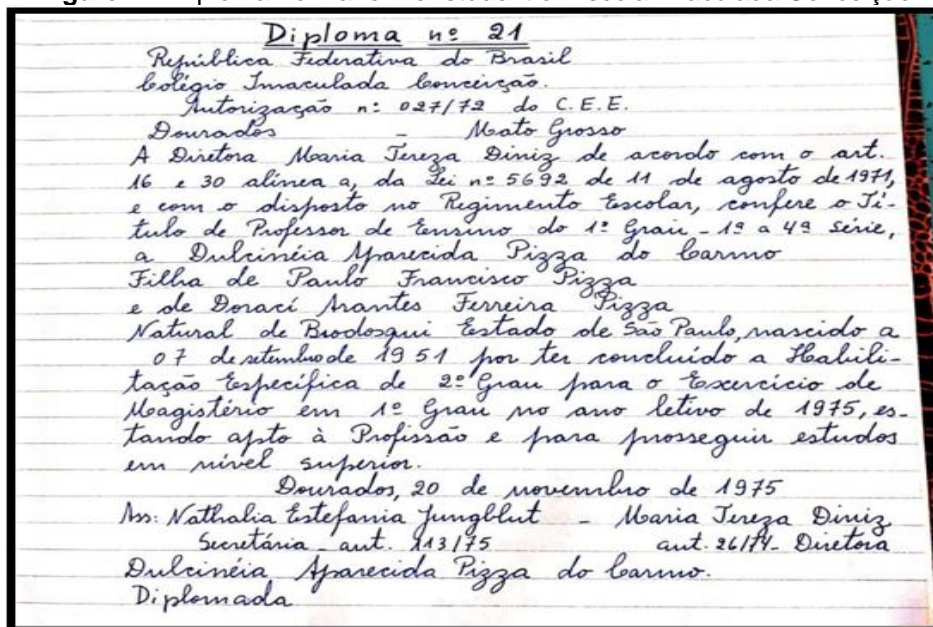 Diploma nº 21
República Federativa do Brasil
Colégio Imaculada Conceição.
Autorização nº 027/72 do C.E.E.
Dourados - Mato Grosso
A Diretora Maria Tereza Diniz de acordo com o art.
16 e 30 alínea a, da Lei nº 5692 de 11 de agosto de 1971,
e com o disposto no Regimento Escolar, confere o Tí-
tulo de Professor de Ensino do 1º Grau - 1ª a 4ª série,
a Dulcinéia Aparecida Pizza do Carmo
Filha de Paulo Francisco Pizza
e de Doraci Arantes Ferreira Pizza
Natural de Brodosqui Estado de São Paulo, nascido a
07 de setembro de 1951 por ter concluído a Habili-
tação Específica de 2º Grau para o Exercício de
Magistério em 1º Grau no ano letivo de 1975, es-
tando apto à Profissão e para prosseguir estudos
em nível superior.
Dourados, 20 de novembro de 1975
Ass: Nathalia Estefania Jungblut - Maria Tereza Diniz
Secretária - aut. 113/75 aut. - Diretora
Dulcinéia Aparecida Pizza do Carmo.
Diplomada